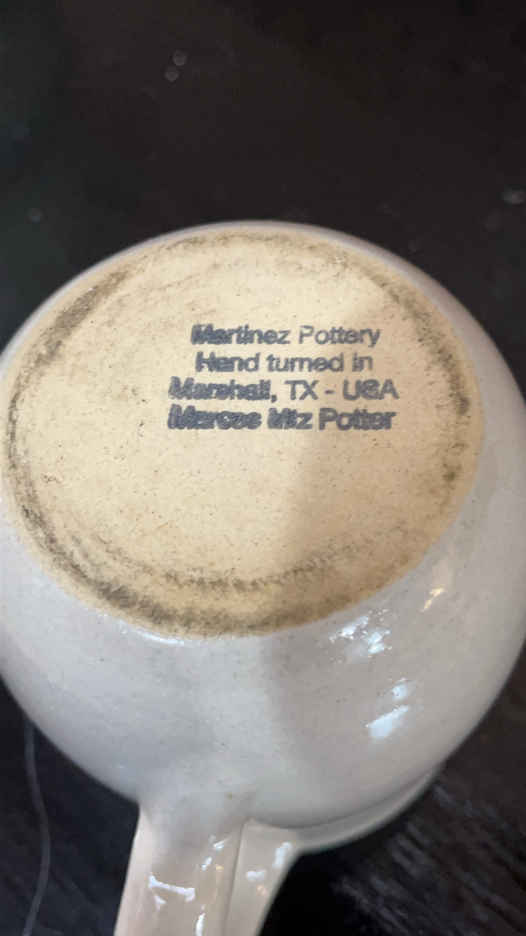 Martinez Pottery
Hand turned in
Marshall, TX - USA
Marcos Mtz Potter